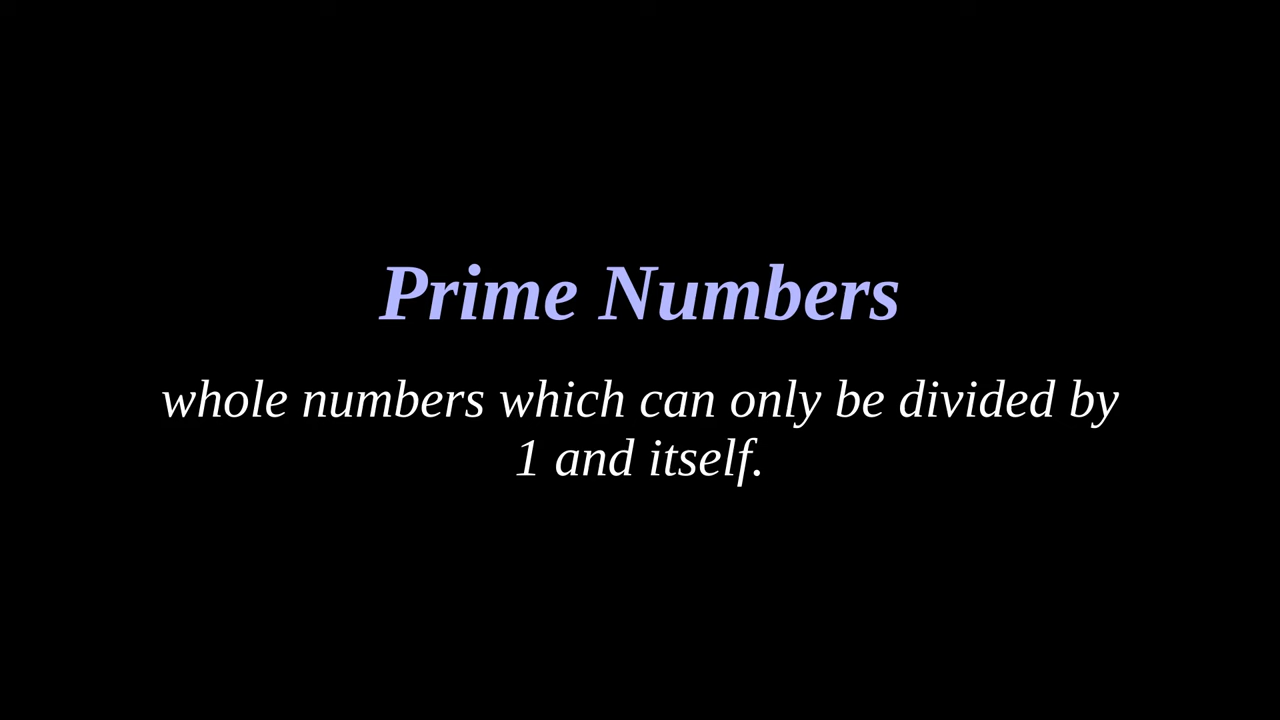 Prime Numbers
whole numbers which can only be divided by
1 and itself.